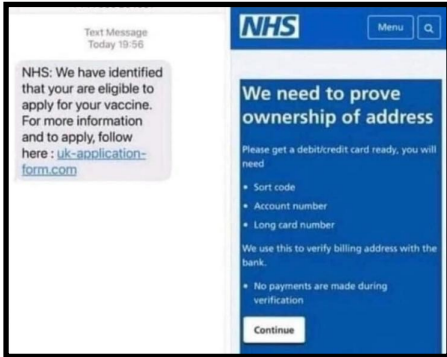 Text Message
Today 19:56
NHS: We have identified
that your are eligible to
apply for your vaccine.
For more information
and to apply, follow
here : uk-application-
form.com
NHS
Menu
We need to prove
ownership of address
Please get a debit/credit card ready, you will
need
• Sort code
• Account number
• Long card number
We use this to verify billing address with the
bank.
• No payments are made during
verification
Continue